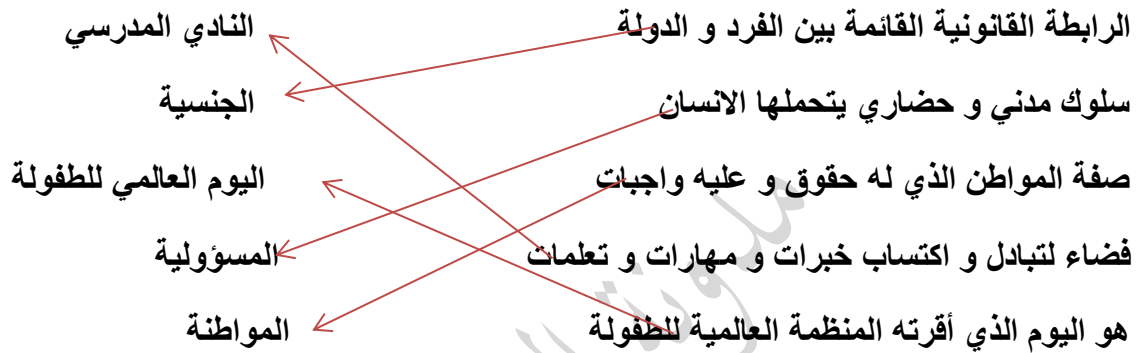 الرابطة القانونية القائمة بين الفرد و الدولة النادي المدرسي
سلوك مدني و حضاري يتحملها الانسان الجنسية
صفة المواطن الذي له حقوق و عليه واجبات اليوم العالمي للطفولة
فضاء لتبادل و اكتساب خبرات و مهارات و تعلمات المسؤولية
هو اليوم الذي أقرته المنظمة العالمية للطفولة المواطنة
مدونة